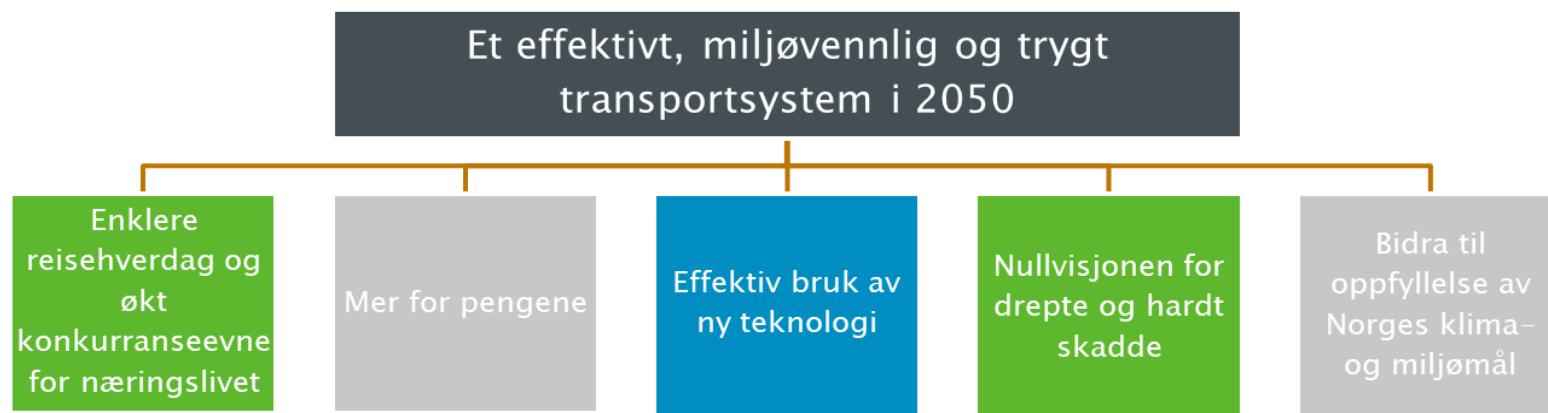 Et effektivt, miljøvennlig og trygt
transportsystem i 2050
Enklere
reisehverdag og
økt
konkurranseevne
for næringslivet
Mer for pengene
Effektiv bruk av
ny teknologi
Nullvisjonen for
drepte og hardt
skadde
Bidra til
oppfyllelse av
Norges klima-
og miljømål